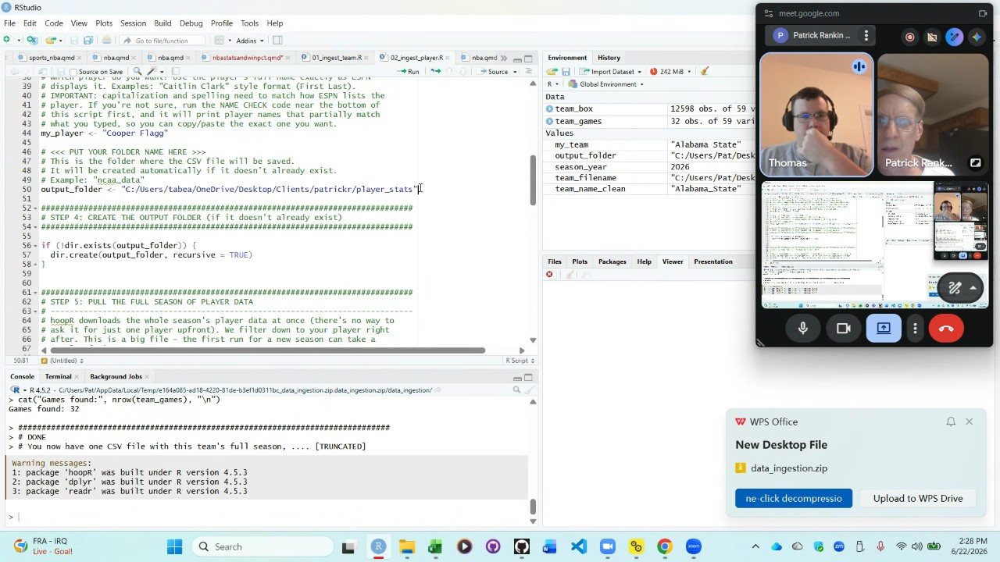 RStudio
File Edit Code View Plots Session Build Debug Profile Tools Help
Go to file/function
Addins
sports_nba.qmd
nba.qmd
nba.qmd
nbastatsandwinpct.qmd*
01_ingest_team.R
02_ingest_player.R
nba.qmd
Source on Save
Run
Source
39 # displays it. Examples: "Caitlin Clark" style format (First Last).
40 # IMPORTANT: capitalization and spelling need to match how ESPN lists the
41 # player. If you're not sure, run the NAME CHECK code near the bottom of
42 # this script first, and it will print player names that partially match
43 # what you typed, so you can copy/paste the exact one you want.
44 my_player <- "Cooper Flagg"
45
46 # <<< PUT YOUR FOLDER NAME HERE >>>
47 # This is the folder where the CSV file will be saved.
48 # It will be created automatically if it doesn't already exist.
49 # Example: "ncaa_data"
50 output_folder <- "C:/Users/tabea/OneDrive/Desktop/clients/patrickr/player_stats"
51
52 ##############################################################################
53 # STEP 4: CREATE THE OUTPUT FOLDER (if it doesn't already exist)
54 ##############################################################################
55
56 if (!dir.exists(output_folder)) {
57 dir.create(output_folder, recursive = TRUE)
58 }
59
61 ##############################################################################
62 # STEP 5: PULL THE FULL SEASON OF PLAYER DATA
63 # --------------------------------------------------------------------------
64 # hoopR downloads the whole season's player data at once (there's no way to
65 # ask it for just one player upfront). We filter down to your player right
66 # after. This is a big file — the first run for a new season can take a
67
50:81 (Untitled) R Script
Console Terminal Background Jobs
R 4.5.2 · C:/Users/Pat/AppData/Local/Temp/e164a085-ad18-4220-81de-b3ef1d0311bc_data_ingestion.zip.data_ingestion.zip/data_ingestion/
> cat("Games found:", nrow(team_games), "\n")
Games found: 32
> ##############################################################################
> # DONE
> # You now have one CSV file with this team's full season, .... [TRUNCATED]
Warning messages:
1: package 'hoopR' was built under R version 4.5.3
2: package 'dplyr' was built under R version 4.5.3
3: package 'readr' was built under R version 4.5.3
>
Environment History
Import Dataset 242 MiB
R Global Environment
Data
team_box 12598 obs. of 59 vari
team_games 32 obs. of 59 vari
Values
my_team "Alabama State"
output_folder "C:/Users/Pat/Desk
season_year 2026
team_filename "C:/Users/Pat/Desk
"Alabama_State"
Files Plots Packages Help Viewer Presentation
meet.google.com
P Patrick Rankin ...
Thomas
Patrick Rank...
WPS Office
New Desktop File
data_ingestion.zip
ne-click decompressio
Upload to WPS Drive
FRA - IRQ
Live - Goal!
Search
zoom
zm
2:28 PM
6/22/2026